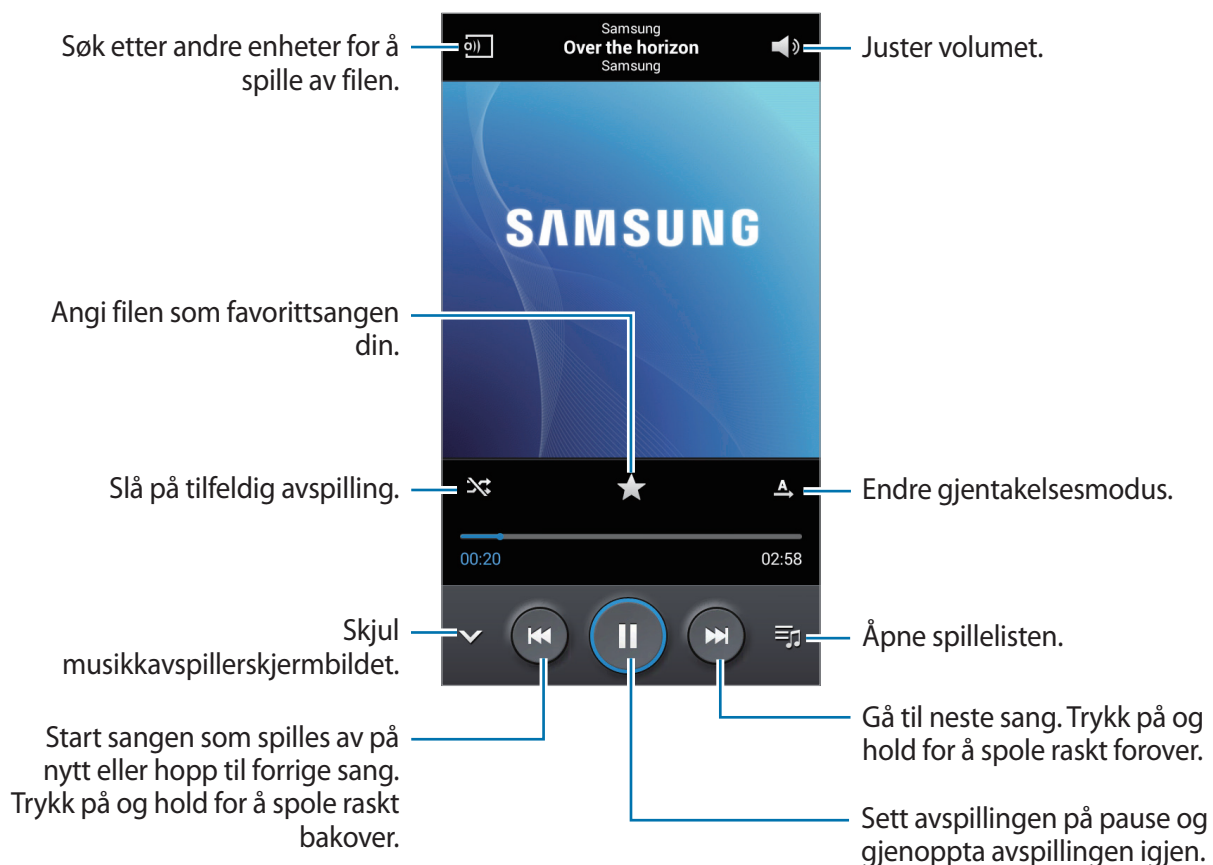 Søk etter andre enheter for å
spille av filen.
Samsung
Over the horizon
Samsung
Juster volumet.
SAMSUNG
Angi filen som favorittsangen
din.
Slå på tilfeldig avspilling.
A
Endre gjentakelsesmodus.
00:20
02:58
Skjul
musikkavspillerskjermbildet.
Åpne spillelisten.
Start sangen som spilles av på
nytt eller hopp til forrige sang.
Trykk på og hold for å spole raskt
bakover.
Gå til neste sang. Trykk på og
hold for å spole raskt forover.
Sett avspillingen på pause og
gjenoppta avspillingen igjen.